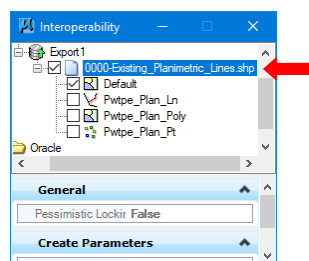 Interoperability
Export1
0000-Existing_Planimetric_Lines.shp
Default
Pwtpe_Plan_Ln
Pwtpe_Plan_Poly
Pwtpe_Plan_Pt
Oracle
General
Pessimistic Lockir False
Create Parameters